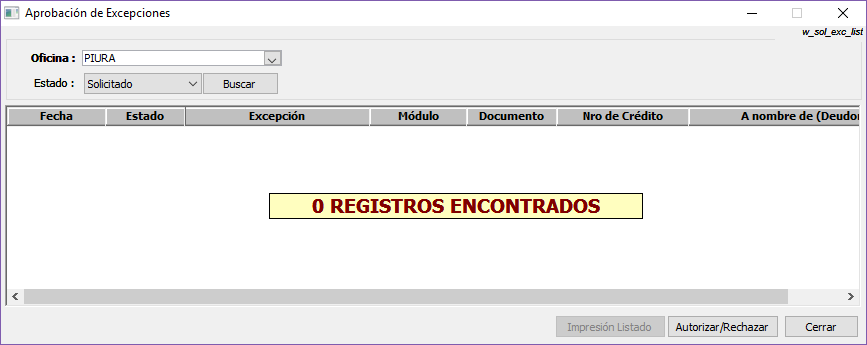 Aprobación de Excepciones
w_sol_exc_list
Oficina : PIURA
Estado : Solicitado Buscar
Fecha Estado Excepción Módulo Documento Nro de Crédito A nombre de (Deudor
0 REGISTROS ENCONTRADOS
Impresión Listado Autorizar/Rechazar Cerrar